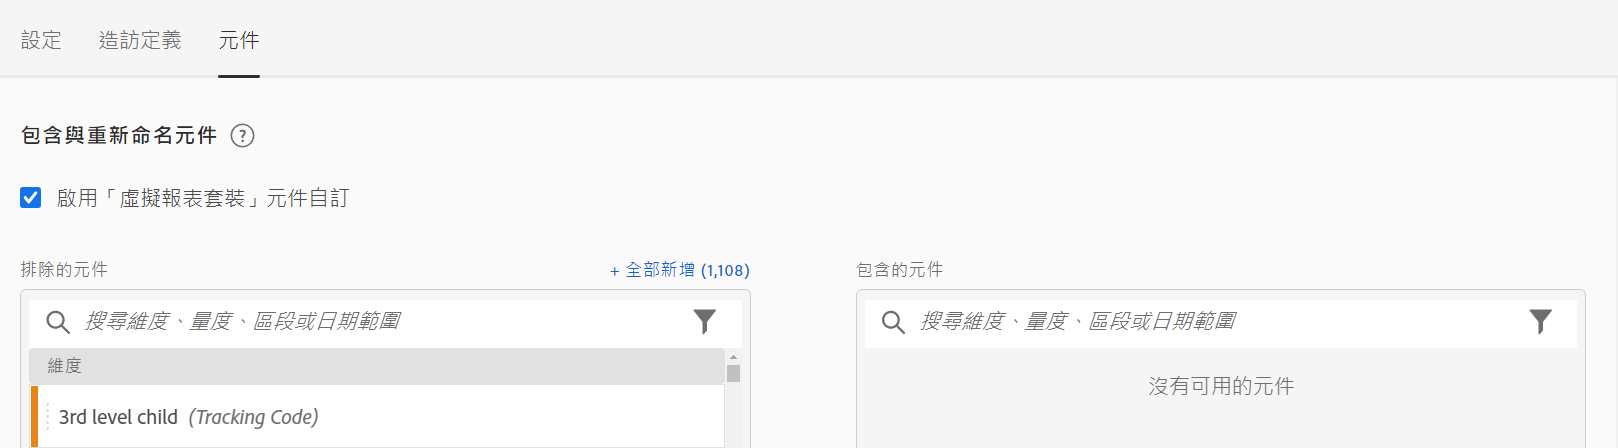 設定 造訪定義 元件
包含與重新命名元件 ?
啟用「虛擬報表套裝」元件自訂
排除的元件 + 全部新增 (1,108) 包含的元件
搜尋維度、量度、區段或日期範圍 搜尋維度、量度、區段或日期範圍
維度
沒有可用的元件
3rd level child (Tracking Code)